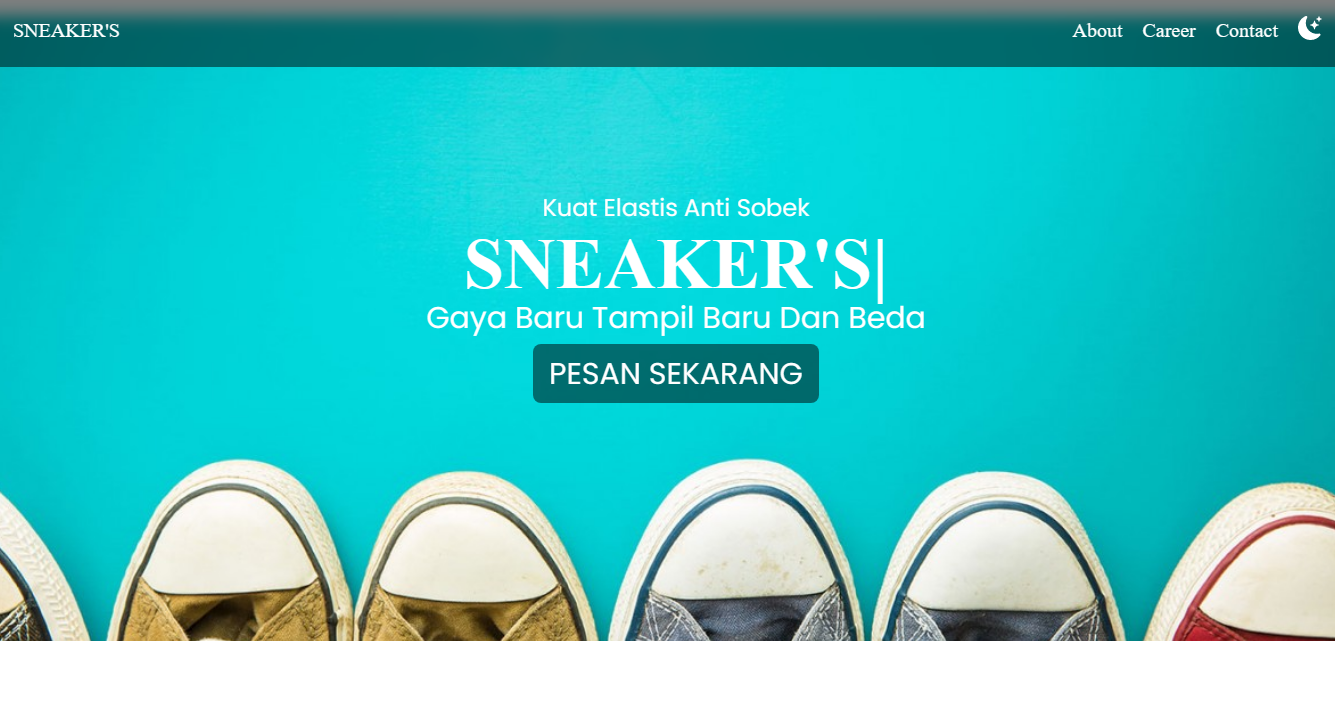 SNEAKER'S About Career Contact
Kuat Elastis Anti Sobek
SNEAKER'S|
Gaya Baru Tampil Baru Dan Beda
PESAN SEKARANG